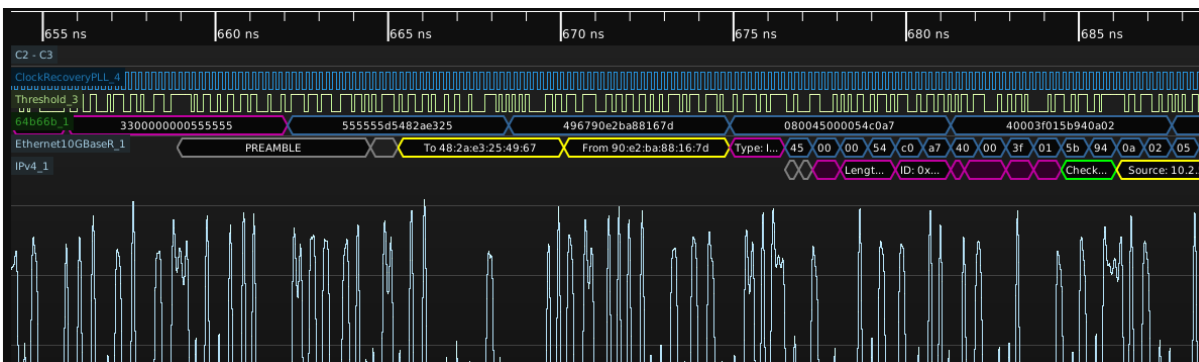 655 ns 660 ns 665 ns 670 ns 675 ns 680 ns 685 ns
C2 - C3
ClockRecoveryPLL_4
Threshold_3
64b66b_1 3300000000555555 555555d5482ae325 496790e2ba88167d 080045000054c0a7 40003f015b940a02
Ethernet10GBaseR_1 PREAMBLE To 48:2a:e3:25:49:67 From 90:e2:ba:88:16:7d Type: I... 45 00 00 54 c0 a7 40 00 3f 01 5b 94 0a 02 05
IPv4_1 Lengt... ID: 0x... Check... Source: 10.2.